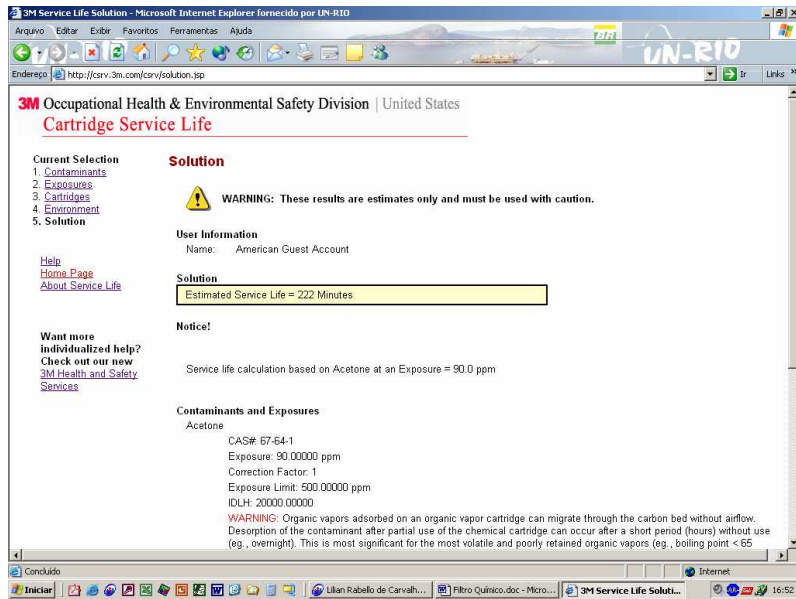 3M Service Life Solution - Microsoft Internet Explorer fornecido por UN-RIO
Arquivo Editar Exibir Favoritos Ferramentas Ajuda
BR
UN-RIO
Endereço http://csrv.3m.com/csrv/solution.jsp Ir Links »
3M Occupational Health & Environmental Safety Division | United States
Cartridge Service Life
Current Selection
1. Contaminants
2. Exposures
3. Cartridges
4. Environment
5. Solution
Help
Home Page
About Service Life
Want more
individualized help?
Check out our new
3M Health and Safety
Services
Solution
WARNING: These results are estimates only and must be used with caution.
User Information
Name: American Guest Account
Solution
Estimated Service Life = 222 Minutes
Notice!
Service life calculation based on Acetone at an Exposure = 90.0 ppm
Contaminants and Exposures
Acetone
CAS#: 67-64-1
Exposure: 90.00000 ppm
Correction Factor: 1
Exposure Limit: 500.00000 ppm
IDLH: 20000.00000
WARNING: Organic vapors adsorbed on an organic vapor cartridge can migrate through the carbon bed without airflow.
Desorption of the contaminant after partial use of the chemical cartridge can occur after a short period (hours) without use
(eg., overnight). This is most significant for the most volatile and poorly retained organic vapors (eg., boiling point < 65
Concluído Internet
Iniciar Lilian Rabello de Carvalh... Filtro Químico.doc - Micro... 3M Service Life Soluti... 16:52